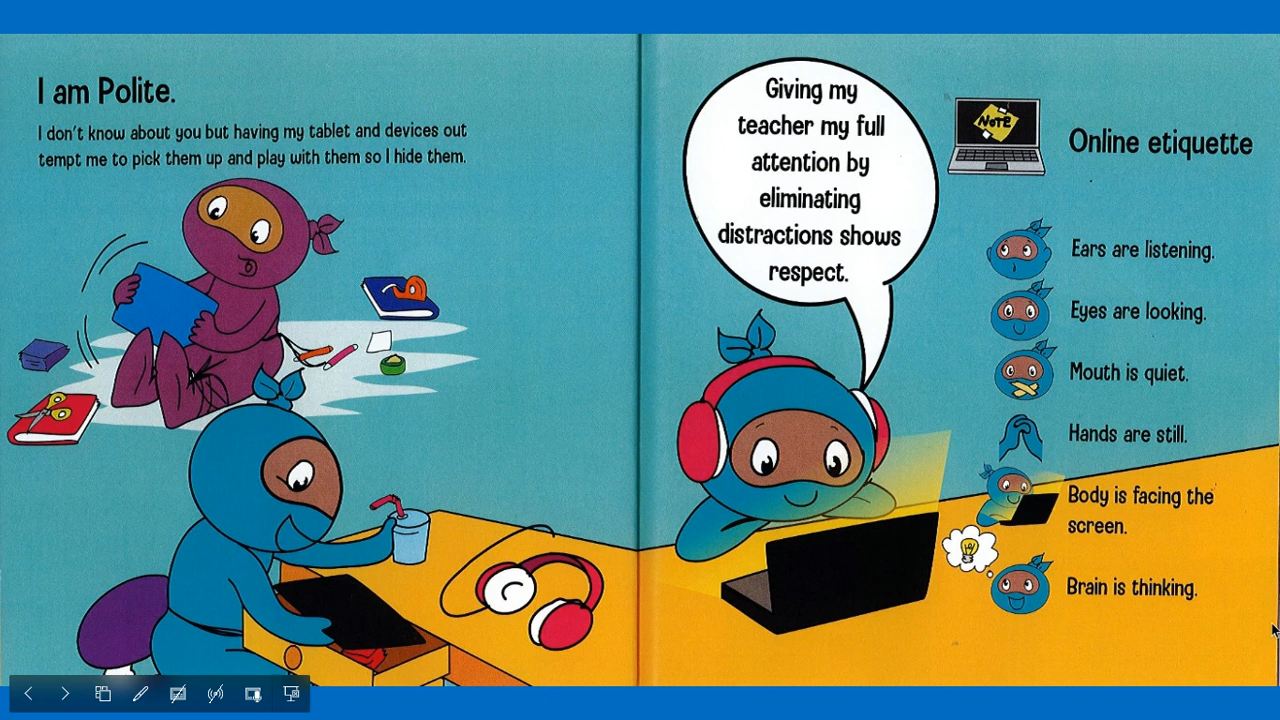 I am Polite.
I don't know about you but having my tablet and devices out
tempt me to pick them up and play with them so I hide them.
Giving my
teacher my full
attention by
eliminating
distractions shows
respect.
NOTE
Online etiquette
Ears are listening.
Eyes are looking.
Mouth is quiet.
Hands are still.
Body is facing the
screen.
Brain is thinking.